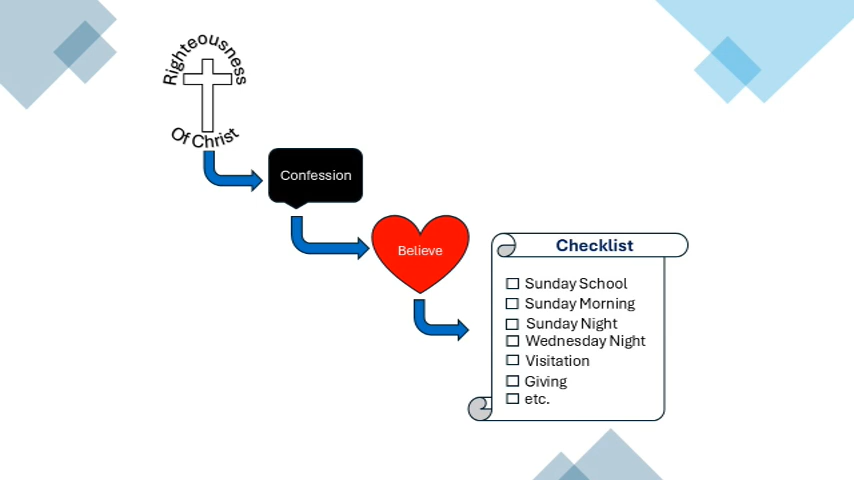 Righteousness
Of Christ
Confession
Believe
Checklist
Sunday School
Sunday Morning
Sunday Night
Wednesday Night
Visitation
Giving
etc.